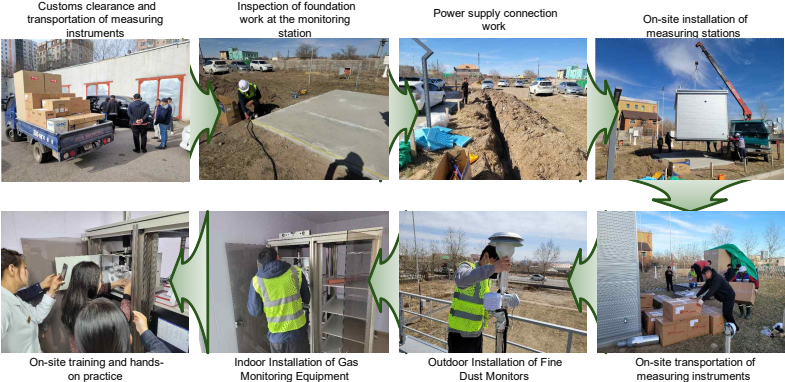 Customs clearance and
transportation of measuring
instruments
Inspection of foundation
work at the monitoring
station
Power supply connection
work
On-site installation of
measuring stations
On-site training and hands-
on practice
Indoor Installation of Gas
Monitoring Equipment
Outdoor Installation of Fine
Dust Monitors
On-site transportation of
measuring instruments